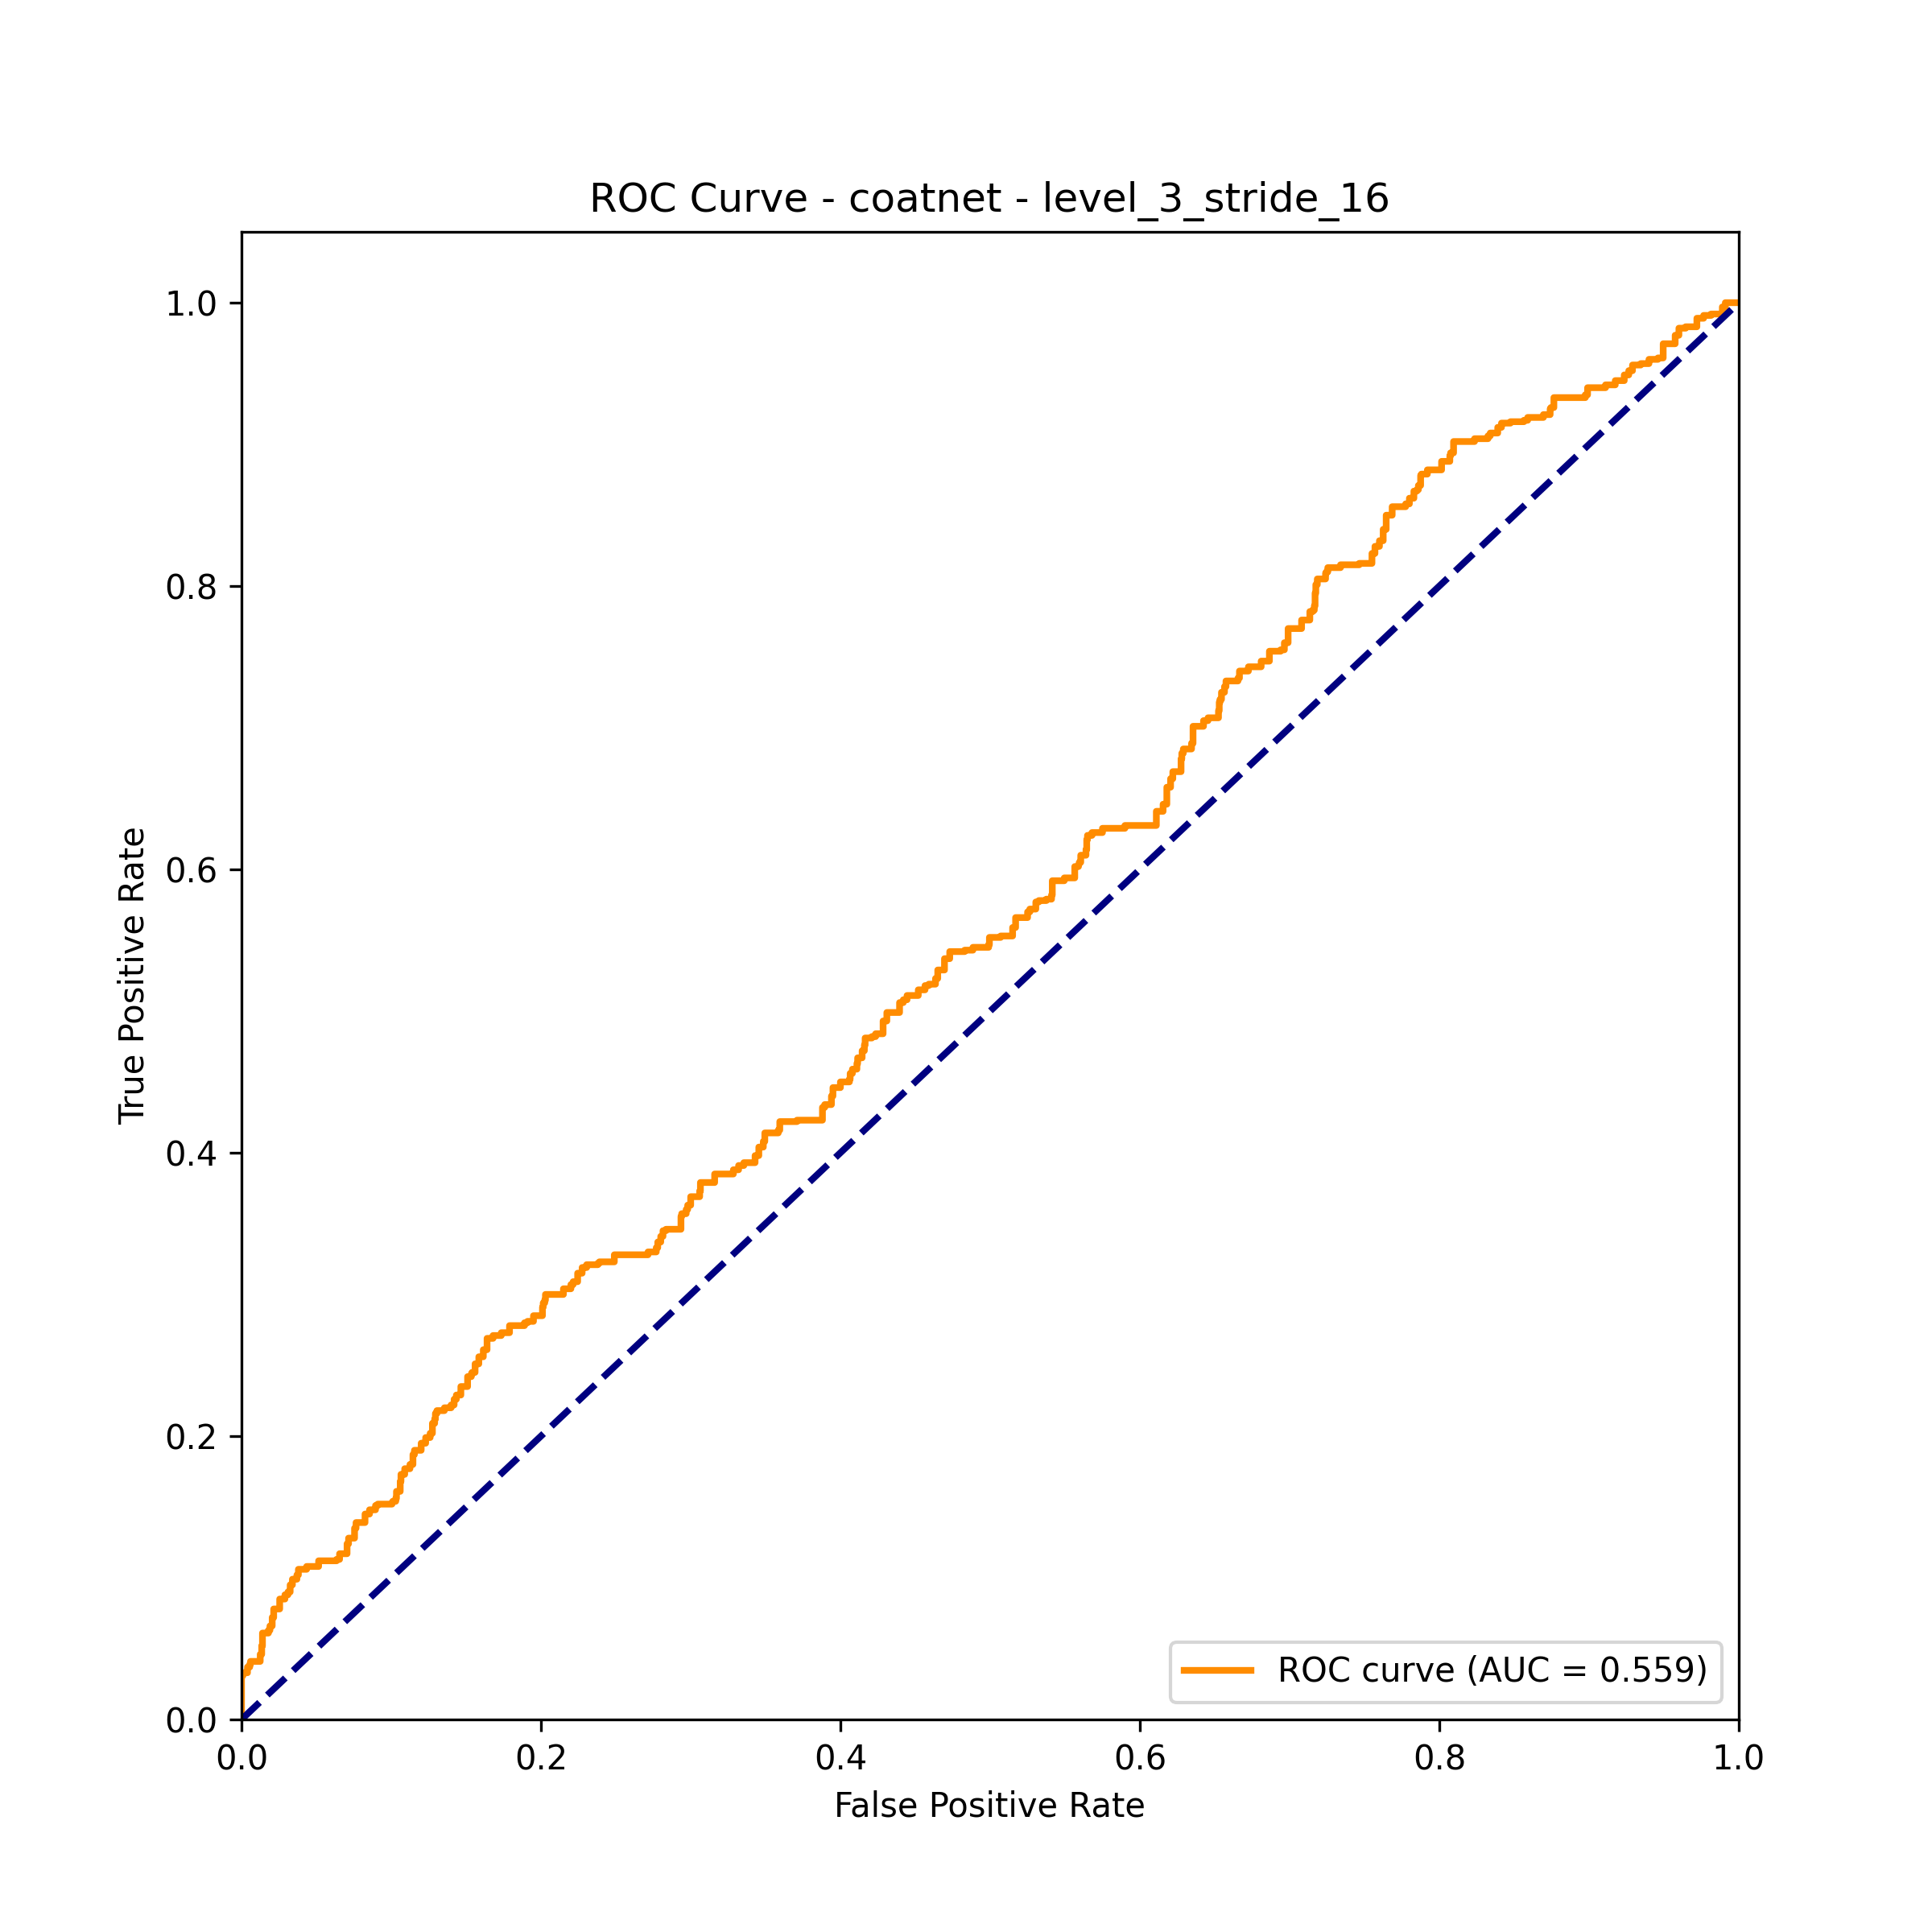 ROC Curve - coatnet - level_3_stride_16
True Positive Rate
1.0
0.8
0.6
0.4
0.2
0.0
ROC curve (AUC = 0.559)
0.0 0.2 0.4 0.6 0.8 1.0
False Positive Rate